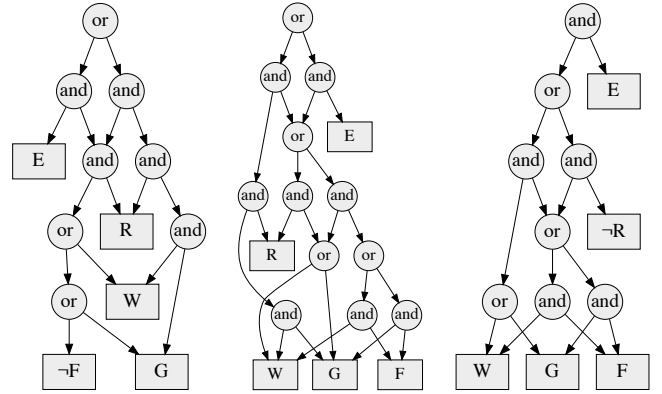 or
and and
E and and
or R and
or W
¬F G
or
and and
or E
and and and
R or or
and and and
W G F
and
or E
and and
or ¬R
or and and
W G F